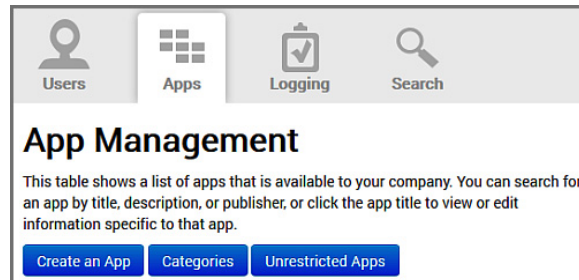 Users Apps Logging Search
App Management
This table shows a list of apps that is available to your company. You can search for
an app by title, description, or publisher, or click the app title to view or edit
information specific to that app.
Create an App Categories Unrestricted Apps